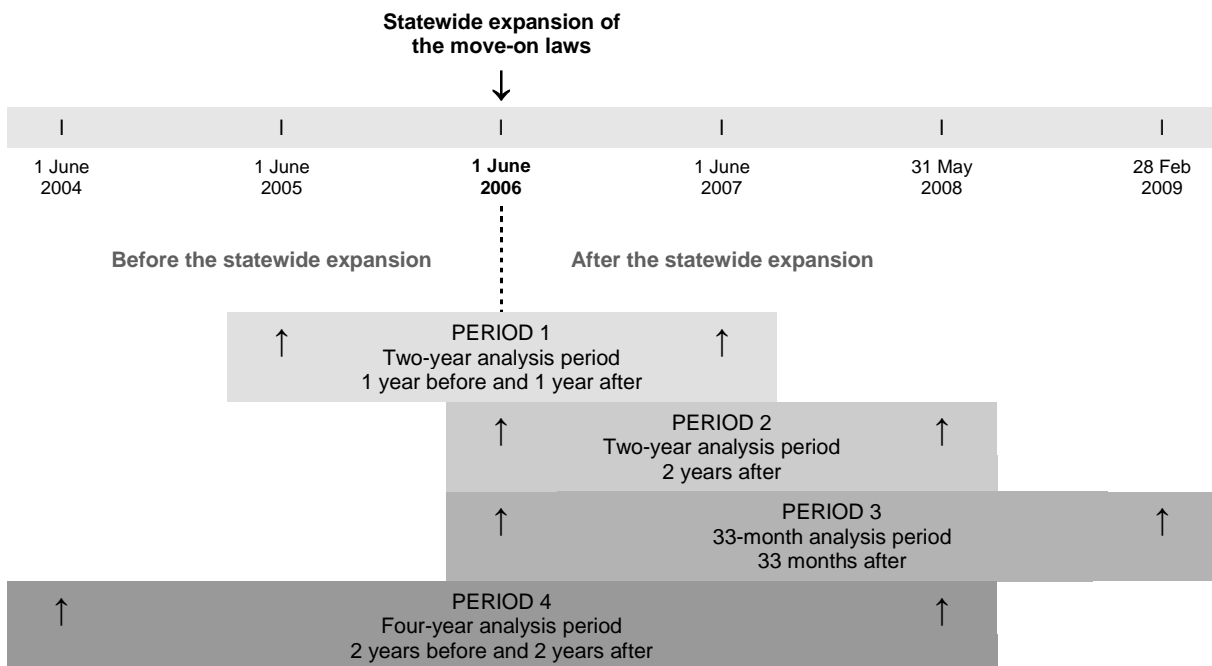 Statewide expansion of
the move-on laws
↓
I I I I I I
1 June 1 June 1 June 1 June 31 May 28 Feb
2004 2005 2006 2007 2008 2009
Before the statewide expansion After the statewide expansion
↑ PERIOD 1 ↑
Two-year analysis period
1 year before and 1 year after
↑ PERIOD 2 ↑
Two-year analysis period
2 years after
↑ PERIOD 3 ↑
33-month analysis period
33 months after
↑ PERIOD 4 ↑
Four-year analysis period
2 years before and 2 years after